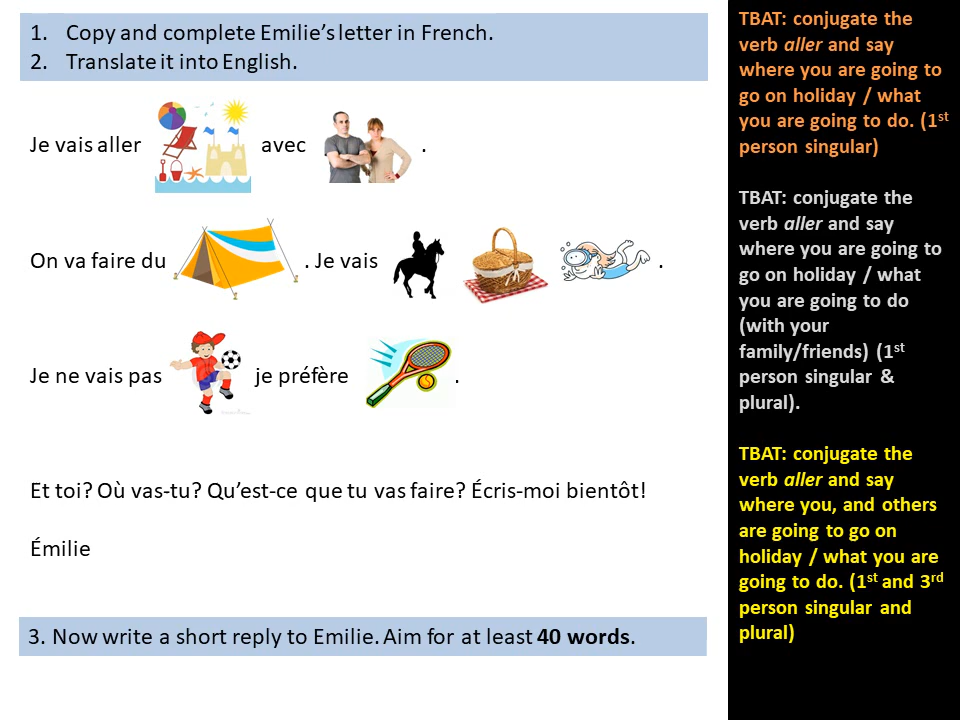 1. Copy and complete Emilie’s letter in French.
2. Translate it into English.
Je vais aller avec .
On va faire du . Je vais .
Je ne vais pas je préfère .
Et toi? Où vas-tu? Qu’est-ce que tu vas faire? Écris-moi bientôt!
Émilie
3. Now write a short reply to Emilie. Aim for at least 40 words.
TBAT: conjugate the
verb aller and say
where you are going to
go on holiday / what
you are going to do. (1st
person singular)
TBAT: conjugate the
verb aller and say
where you are going to
go on holiday / what
you are going to do
(with your
family/friends) (1st
person singular &
plural).
TBAT: conjugate the
verb aller and say
where you, and others
are going to go on
holiday / what you are
going to do. (1st and 3rd
person singular and
plural)